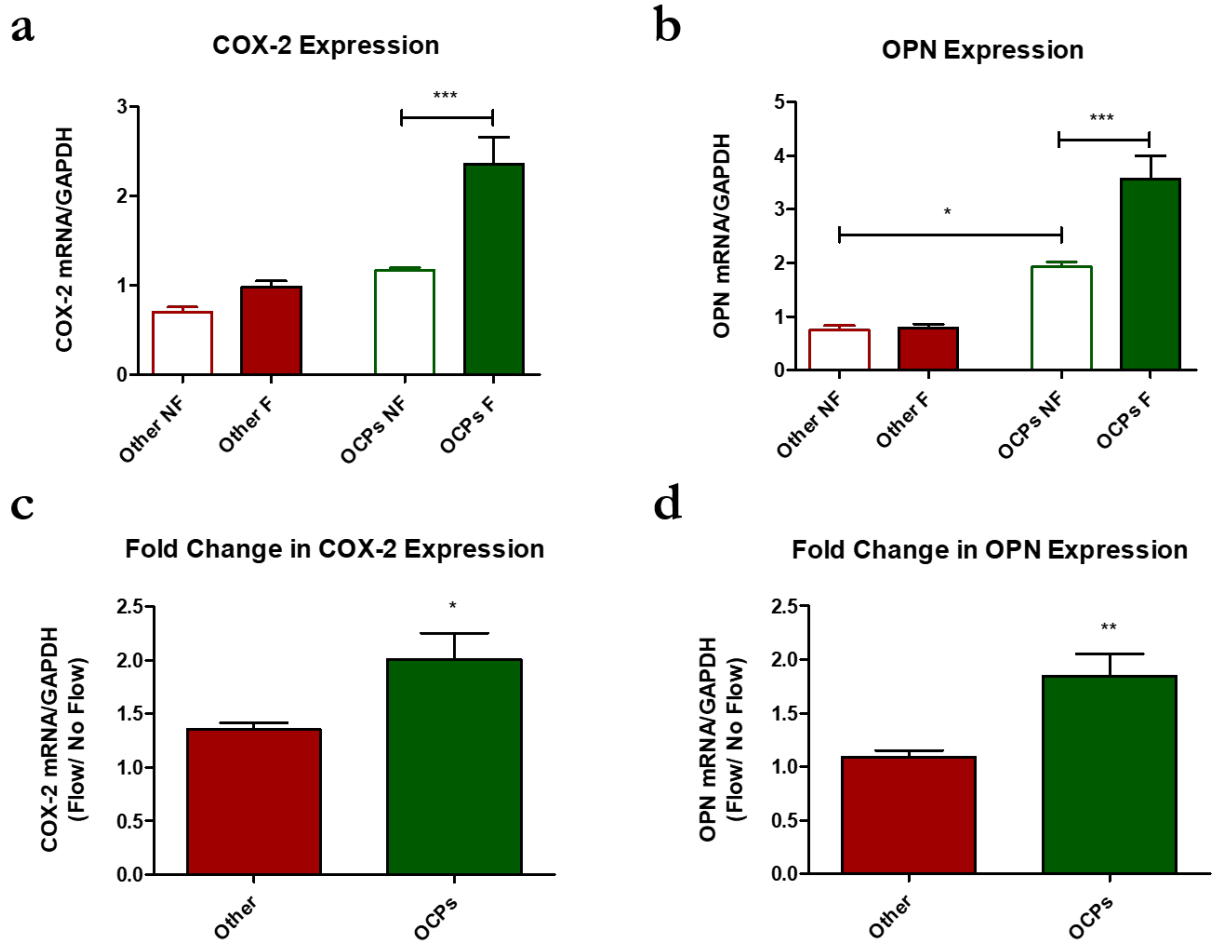 a
COX-2 Expression
COX-2 mRNA/GAPDH
3
2
1
0
***
Other NF
Other F
OCPs NF
OCPs F
b
OPN Expression
OPN mRNA/GAPDH
5
4
3
2
1
0
*
***
Other NF
Other F
OCPs NF
OCPs F
c
Fold Change in COX-2 Expression
COX-2 mRNA/GAPDH
(Flow/ No Flow)
2.5
2.0
1.5
1.0
0.5
0.0
*
Other
OCPs
d
Fold Change in OPN Expression
OPN mRNA/GAPDH
(Flow/ No Flow)
2.5
2.0
1.5
1.0
0.5
0.0
**
Other
OCPs